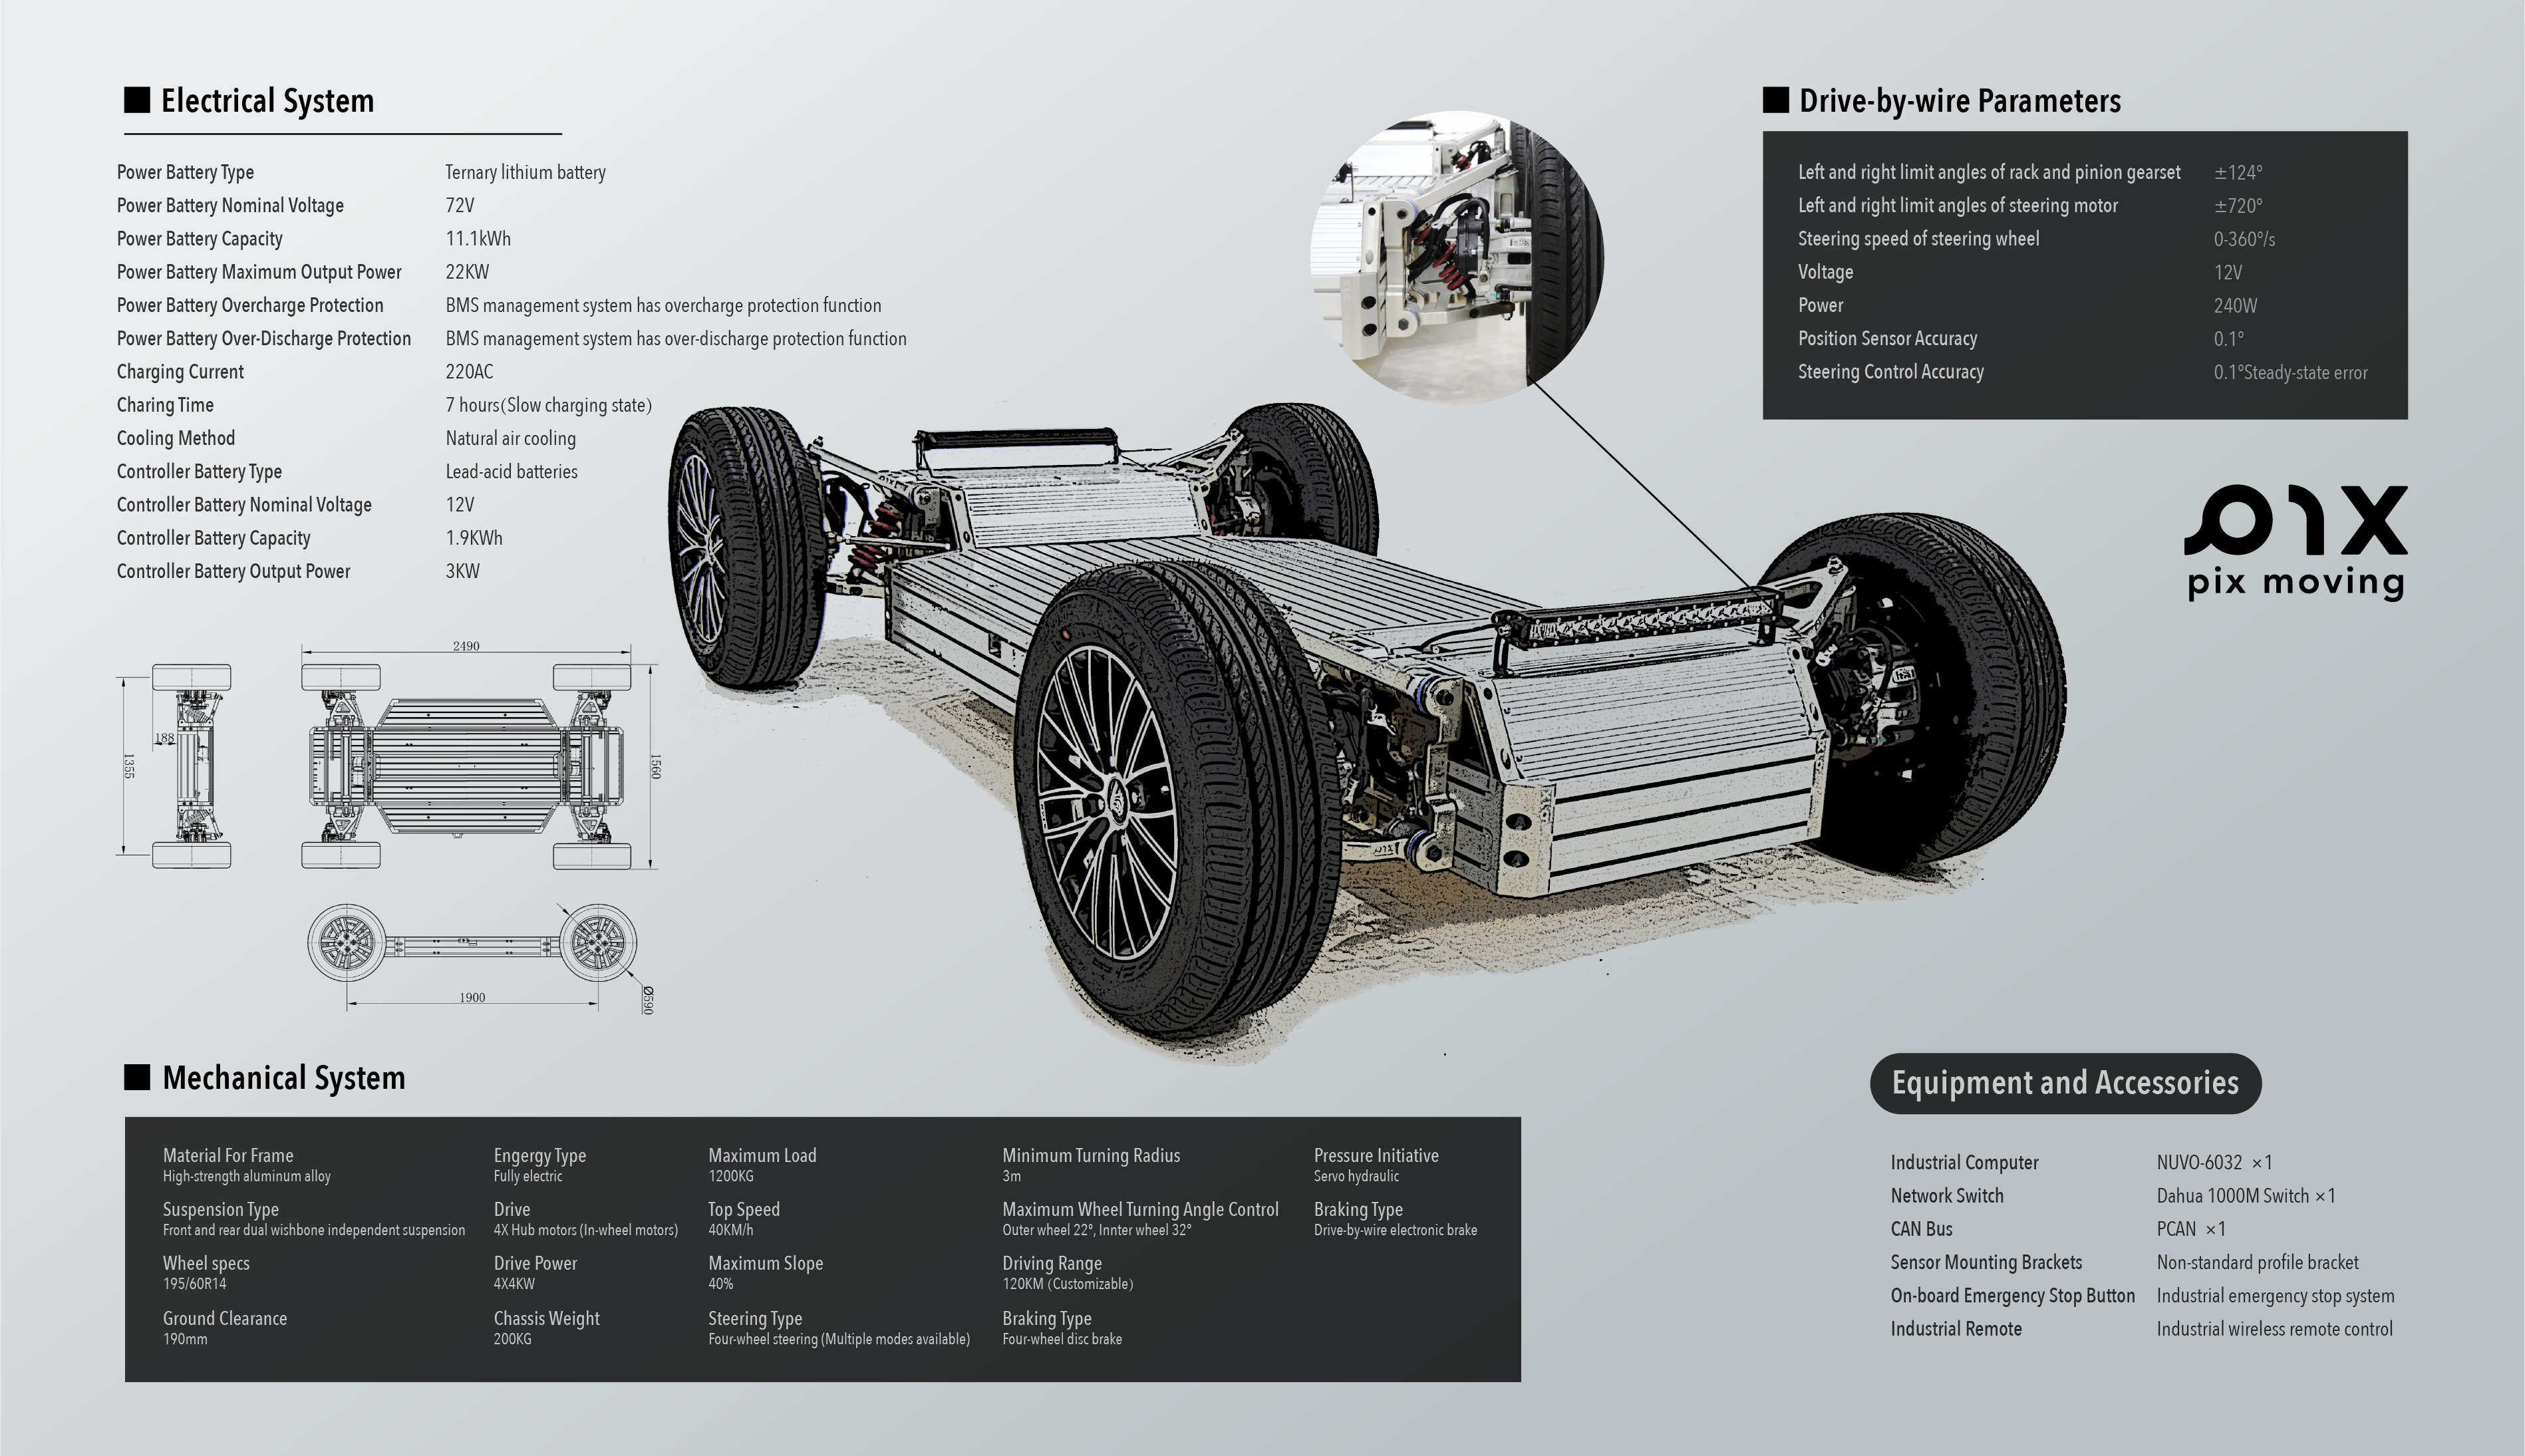 Electrical System
Power Battery Type Ternary lithium battery
Power Battery Nominal Voltage 72V
Power Battery Capacity 11.1kWh
Power Battery Maximum Output Power 22KW
Power Battery Overcharge Protection BMS management system has overcharge protection function
Power Battery Over-Discharge Protection BMS management system has over-discharge protection function
Charging Current 220AC
Charing Time 7 hours(Slow charging state)
Cooling Method Natural air cooling
Controller Battery Type Lead-acid batteries
Controller Battery Nominal Voltage 12V
Controller Battery Capacity 1.9KWh
Controller Battery Output Power 3KW
Drive-by-wire Parameters
Left and right limit angles of rack and pinion gearset ±124°
Left and right limit angles of steering motor ±720°
Steering speed of steering wheel 0-360°/s
Voltage 12V
Power 240W
Position Sensor Accuracy 0.1°
Steering Control Accuracy 0.1°Steady-state error
pix
pix moving
2490
188
1355
1560
1900
Ø590
Mechanical System
Material For Frame
High-strength aluminum alloy
Suspension Type
Front and rear dual wishbone independent suspension
Wheel specs
195/60R14
Ground Clearance
190mm
Engergy Type
Fully electric
Drive
4X Hub motors (In-wheel motors)
Drive Power
4X4KW
Chassis Weight
200KG
Maximum Load
1200KG
Top Speed
40KM/h
Maximum Slope
40%
Steering Type
Four-wheel steering (Multiple modes available)
Minimum Turning Radius
3m
Maximum Wheel Turning Angle Control
Outer wheel 22°, Innter wheel 32°
Driving Range
120KM (Customizable)
Braking Type
Four-wheel disc brake
Pressure Initiative
Servo hydraulic
Braking Type
Drive-by-wire electronic brake
Equipment and Accessories
Industrial Computer NUVO-6032 ×1
Network Switch Dahua 1000M Switch ×1
CAN Bus PCAN ×1
Sensor Mounting Brackets Non-standard profile bracket
On-board Emergency Stop Button Industrial emergency stop system
Industrial Remote Industrial wireless remote control